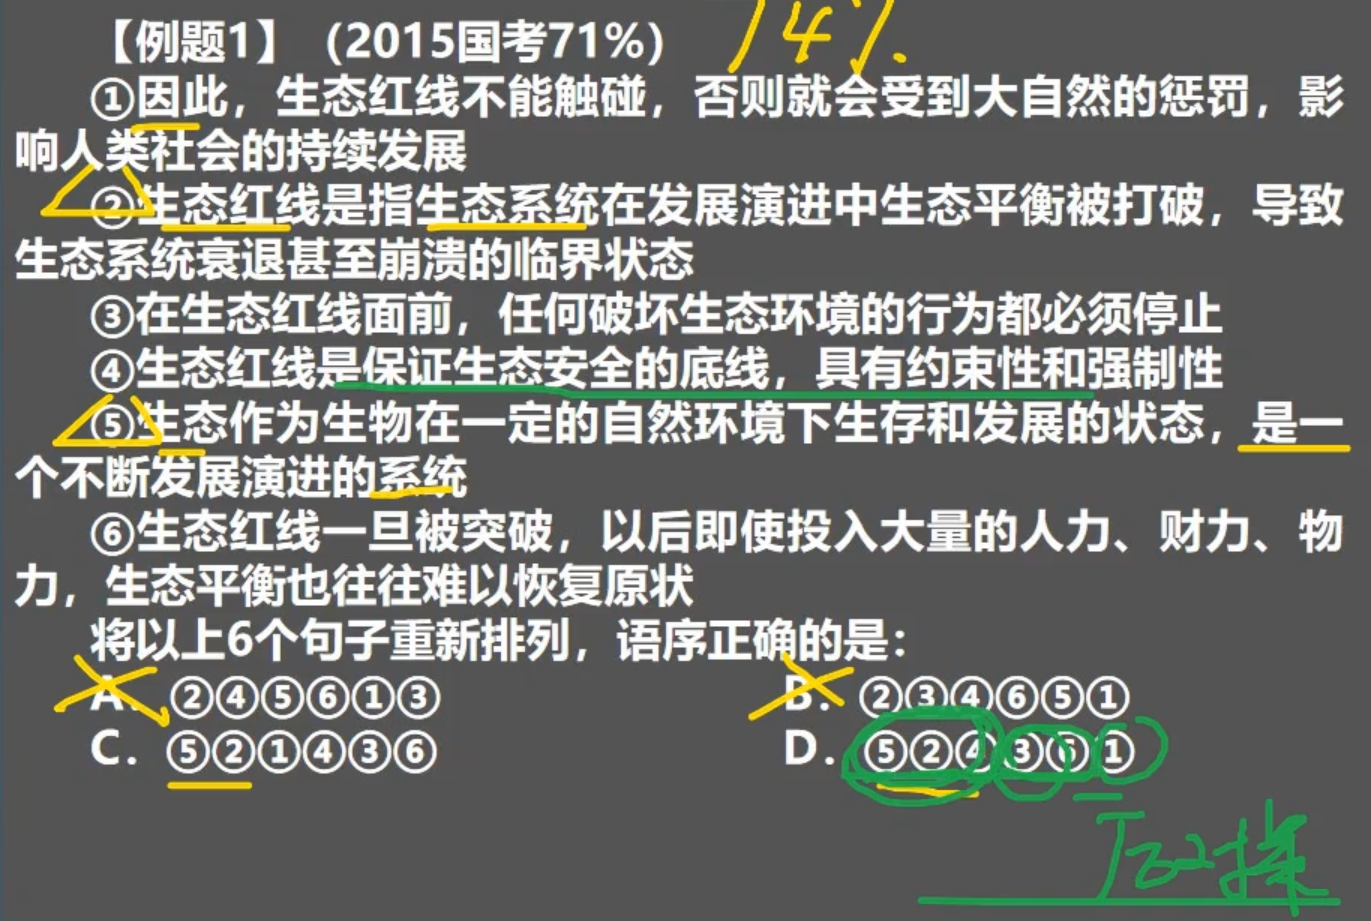 【例题1】（2015国考71%） 74%.
①因此，生态红线不能触碰，否则就会受到大自然的惩罚，影
响人类社会的持续发展
②生态红线是指生态系统在发展演进中生态平衡被打破，导致
生态系统衰退甚至崩溃的临界状态
③在生态红线面前，任何破坏生态环境的行为都必须停止
④生态红线是保证生态安全的底线，具有约束性和强制性
⑤生态作为生物在一定的自然环境下生存和发展的状态，是一
个不断发展演进的系统
⑥生态红线一旦被突破，以后即使投入大量的人力、财力、物
力，生态平衡也往往难以恢复原状
将以上6个句子重新排列，语序正确的是：
A. ②④⑤⑥①③ B. ②③④⑥⑤①
C. ⑤②①④③⑥ D. ⑤②④③⑥①